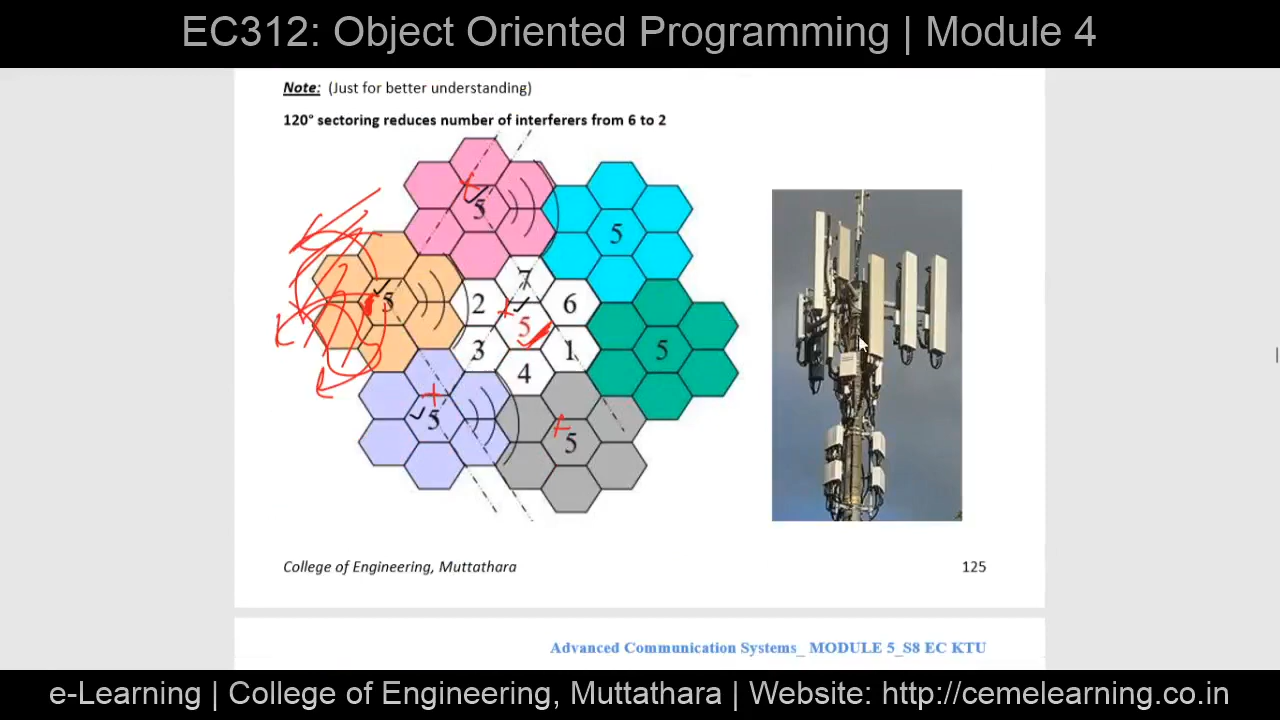 EC312: Object Oriented Programming | Module 4
Note: (Just for better understanding)
120° sectoring reduces number of interferers from 6 to 2
5
5
7
5
2
6
5
3
1
5
4
5
5
College of Engineering, Muttathara
125
Advanced Communication Systems_ MODULE 5_S8 EC KTU
e-Learning | College of Engineering, Muttathara | Website: http://cemelearning.co.in